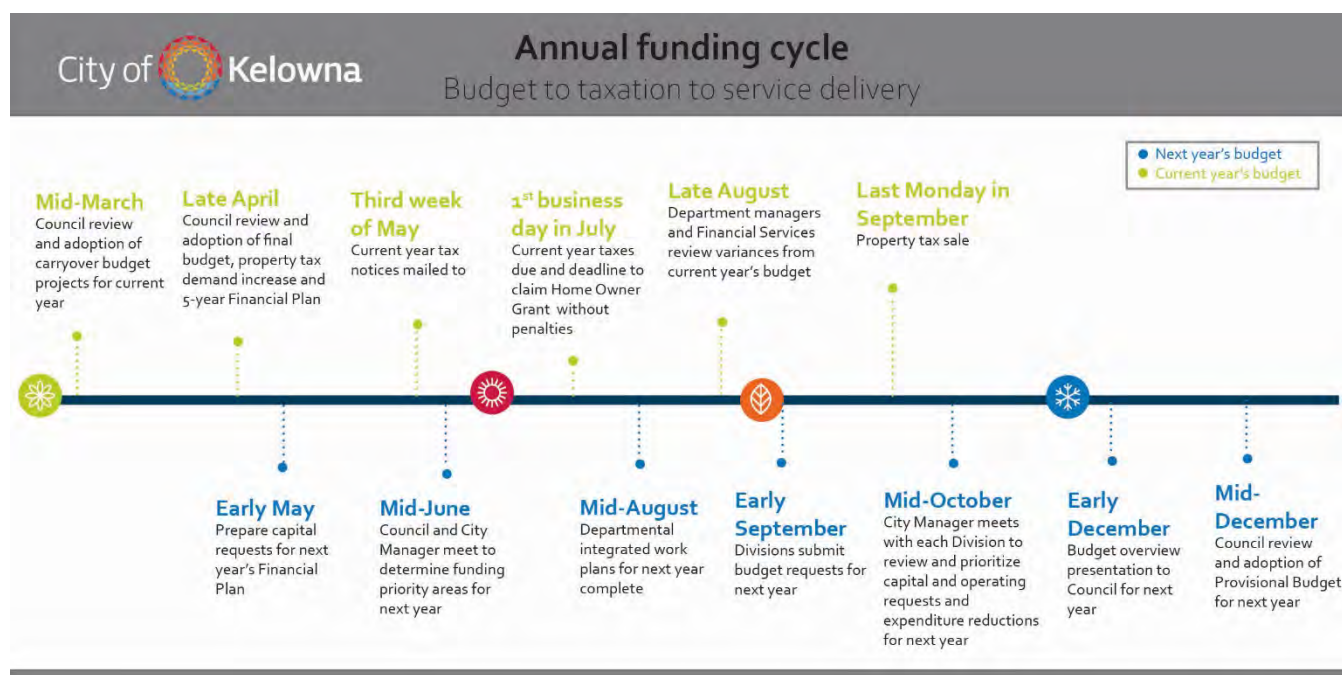 City of Kelowna
Annual funding cycle
Budget to taxation to service delivery
Next year's budget
Current year's budget
Mid-March
Council review
and adoption of
carryover budget
projects for current
year
Late April
Council review and
adoption of final
budget, property tax
demand increase and
5-year Financial Plan
Third week
of May
Current year tax
notices mailed to
1st business
day in July
Current year taxes
due and deadline to
claim Home Owner
Grant without
penalties
Late August
Department managers
and Financial Services
review variances from
current year's budget
Last Monday in
September
Property tax sale
Early May
Prepare capital
requests for next
year's Financial
Plan
Mid-June
Council and City
Manager meet to
determine funding
priority areas for
next year
Mid-August
Departmental
integrated work
plans for next year
complete
Early
September
Divisions submit
budget requests for
next year
Mid-October
City Manager meets
with each Division to
review and prioritize
capital and operating
requests and
expenditure reductions
for next year
Early
December
Budget overview
presentation to
Council for next
year
Mid-
December
Council review
and adoption of
Provisional Budget
for next year